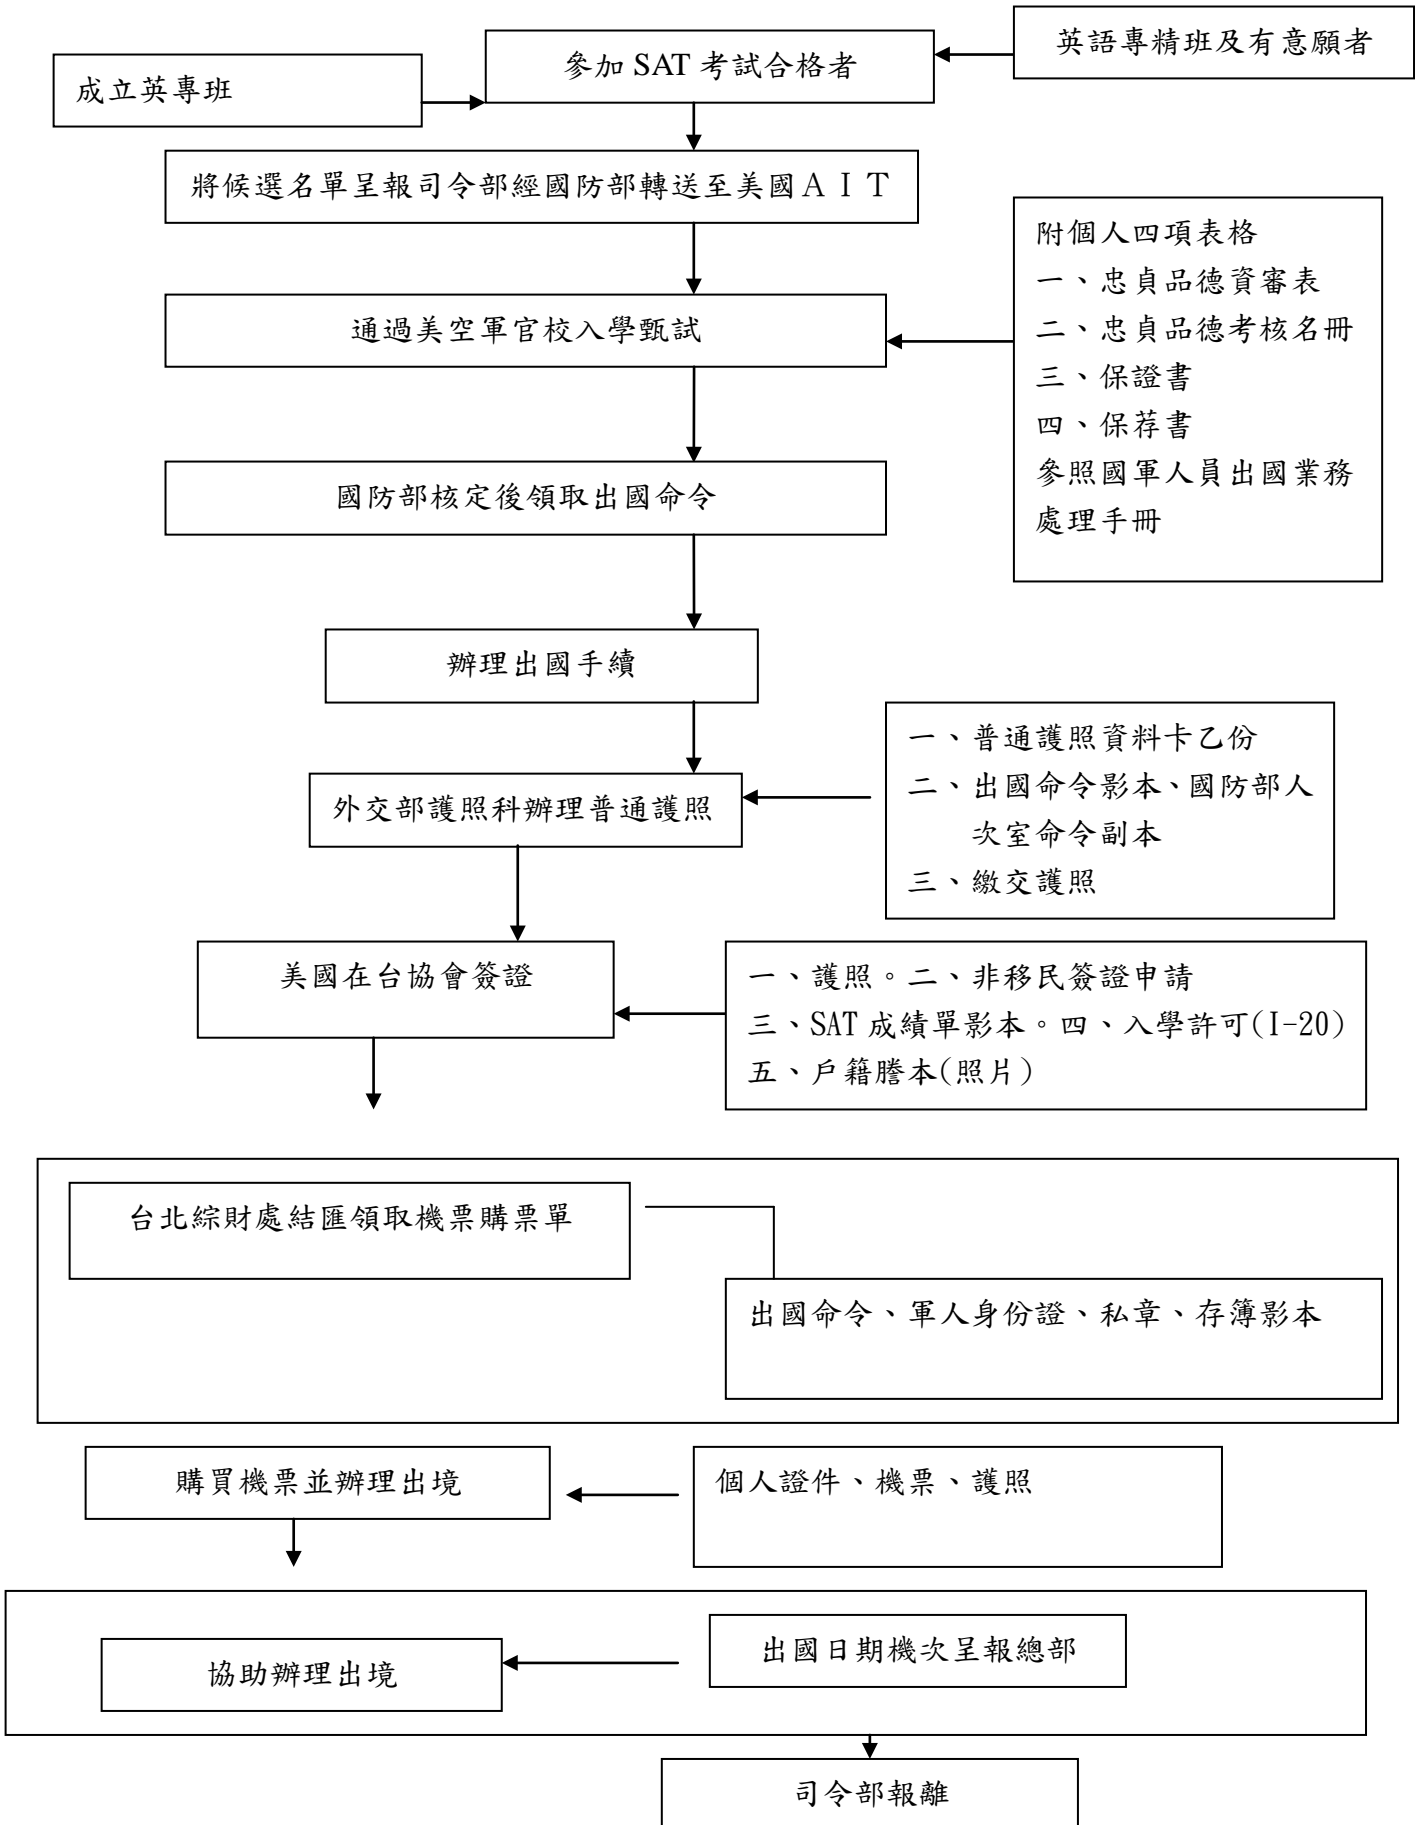 英語專精班及有意願者
參加 SAT 考試合格者
成立英專班
將候選名單呈報司令部經國防部轉送至美國ＡＩＴ
附個人四項表格
一、忠貞品德資審表
二、忠貞品德考核名冊
三、保證書
四、保荐書
參照國軍人員出國業務
處理手冊
通過美空軍官校入學甄試
國防部核定後領取出國命令
辦理出國手續
一、普通護照資料卡乙份
二、出國命令影本、國防部人
次室命令副本
三、繳交護照
外交部護照科辦理普通護照
美國在台協會簽證
一、護照。二、非移民簽證申請
三、SAT 成績單影本。四、入學許可(I-20)
五、戶籍謄本(照片)
台北綜財處結匯領取機票購票單
出國命令、軍人身份證、私章、存薄影本
購買機票並辦理出境
個人證件、機票、護照
出國日期機次呈報總部
協助辦理出境
司令部報離